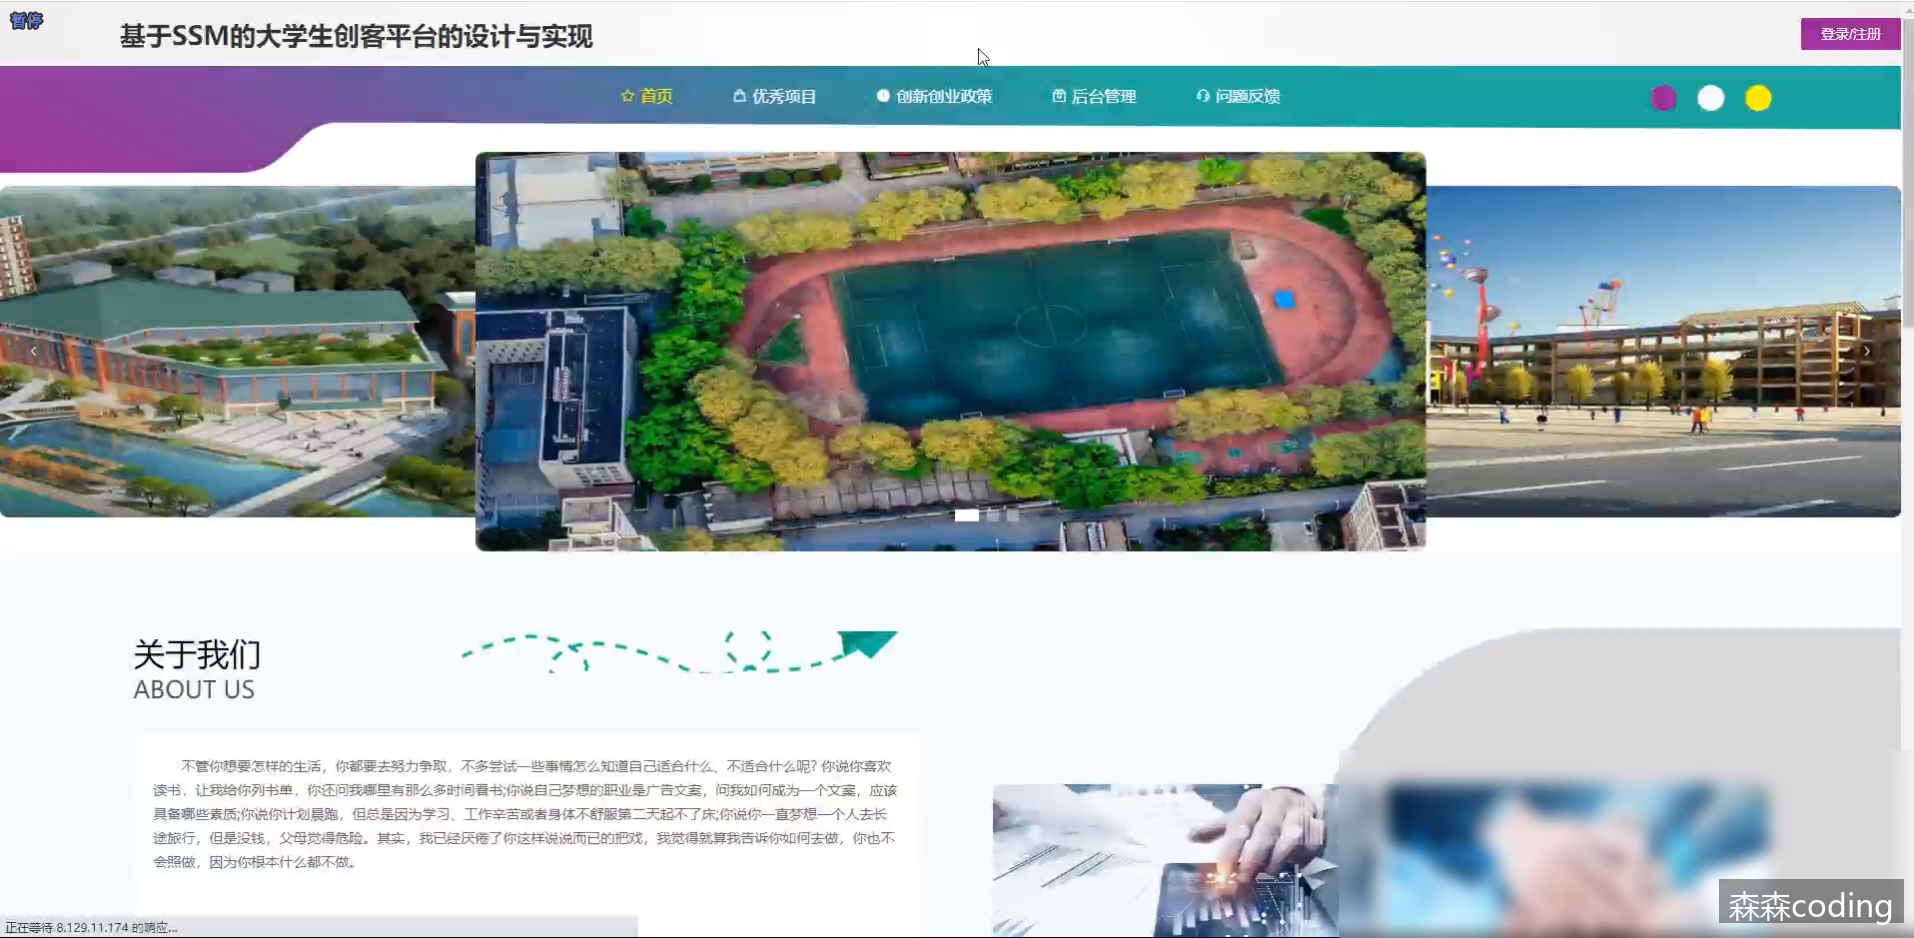 暂停
基于SSM的大学生创客平台的设计与实现
登录/注册
首页
优秀项目
创新创业政策
后台管理
问题反馈
关于我们
ABOUT US
不管你想要怎样的生活，你都要去努力争取，不多尝试一些事情怎么知道自己适合什么、不适合什么呢? 你说你喜欢
读书，让我给你列书单，你还问我哪里有那么多时间看书;你说自己梦想的职业是广告文案，问我如何成为一个文案，应该
具备哪些素质;你说你计划晨跑，但总是因为学习、工作辛苦或者身体不舒服第二天起不了床;你说你一直梦想一个人去长
途旅行，但是没钱，父母觉得危险。其实，我已经厌倦了你这样说说而已的把戏，我觉得就算我告诉你如何去做，你也不
会照做，因为你根本什么都不做。
正在等待 8.129.11.174 的响应...
森森coding